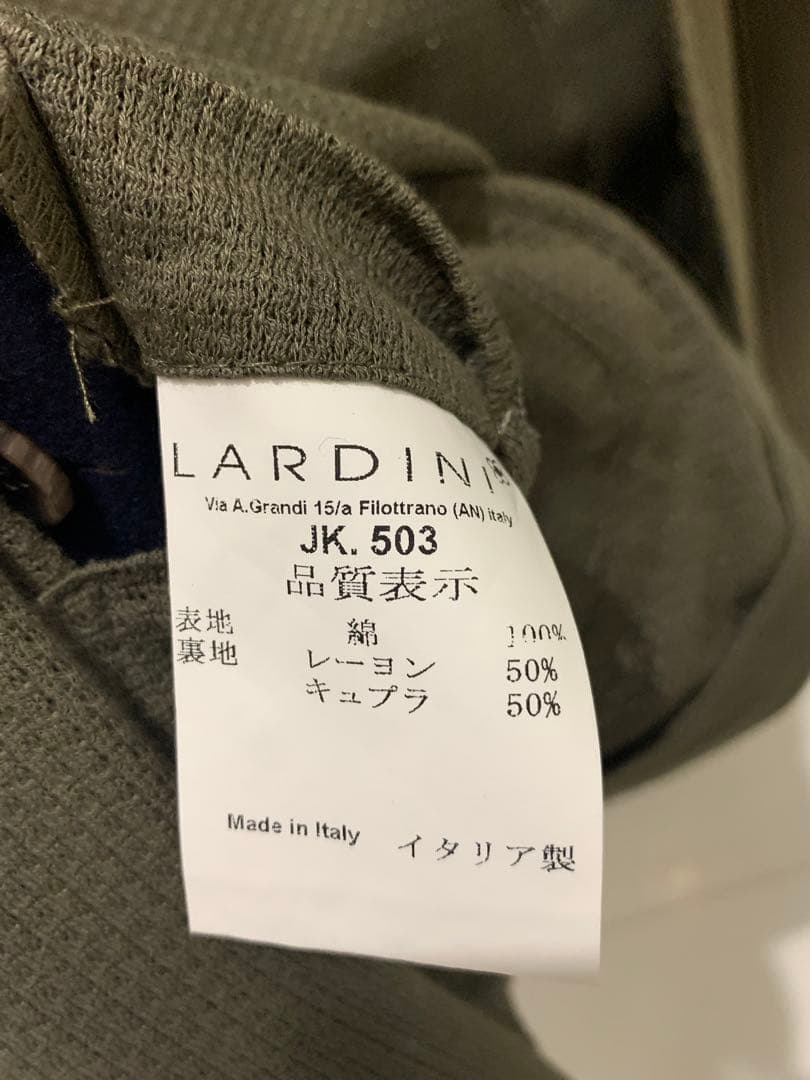 LARDINI
Via A.Grandi 15/a Filottrano (AN) italy
JK. 503
品質表示
表地 綿 100%
裏地 レーヨン 50%
キュプラ 50%
Made in Italy イタリア製